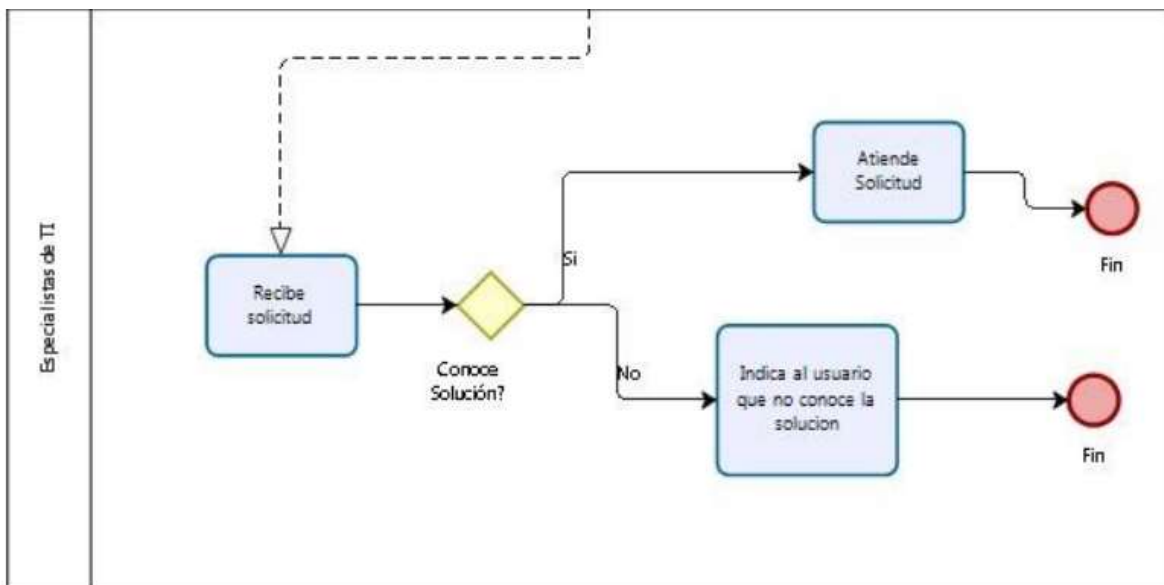 Especialistas de TI
Recibe
solicitud
Conoce
Solución?
Si
No
Atiende
Solicitud
Fin
Indica al usuario
que no conoce la
solucion
Fin